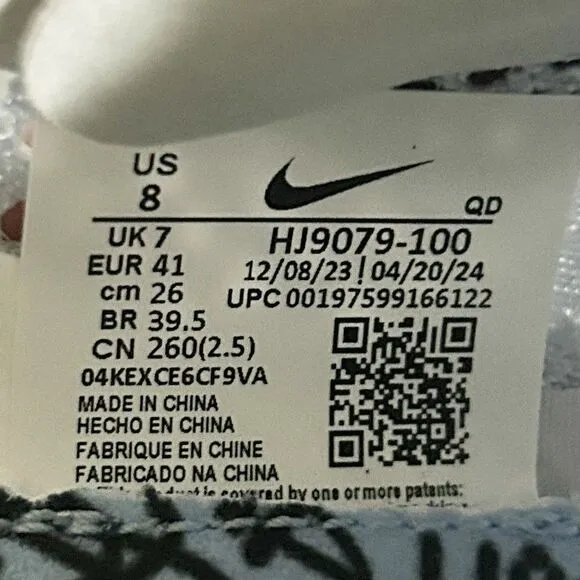 US
8
QD
UK 7
HJ9079-100
EUR 41
12/08/23 | 04/20/24
cm 26
UPC 00197599166122
BR 39.5
CN 260(2.5)
04KEXCE6CF9VA
MADE IN CHINA
HECHO EN CHINA
FABRIQUE EN CHINE
FABRICADO NA CHINA
is covered by one or more patents: